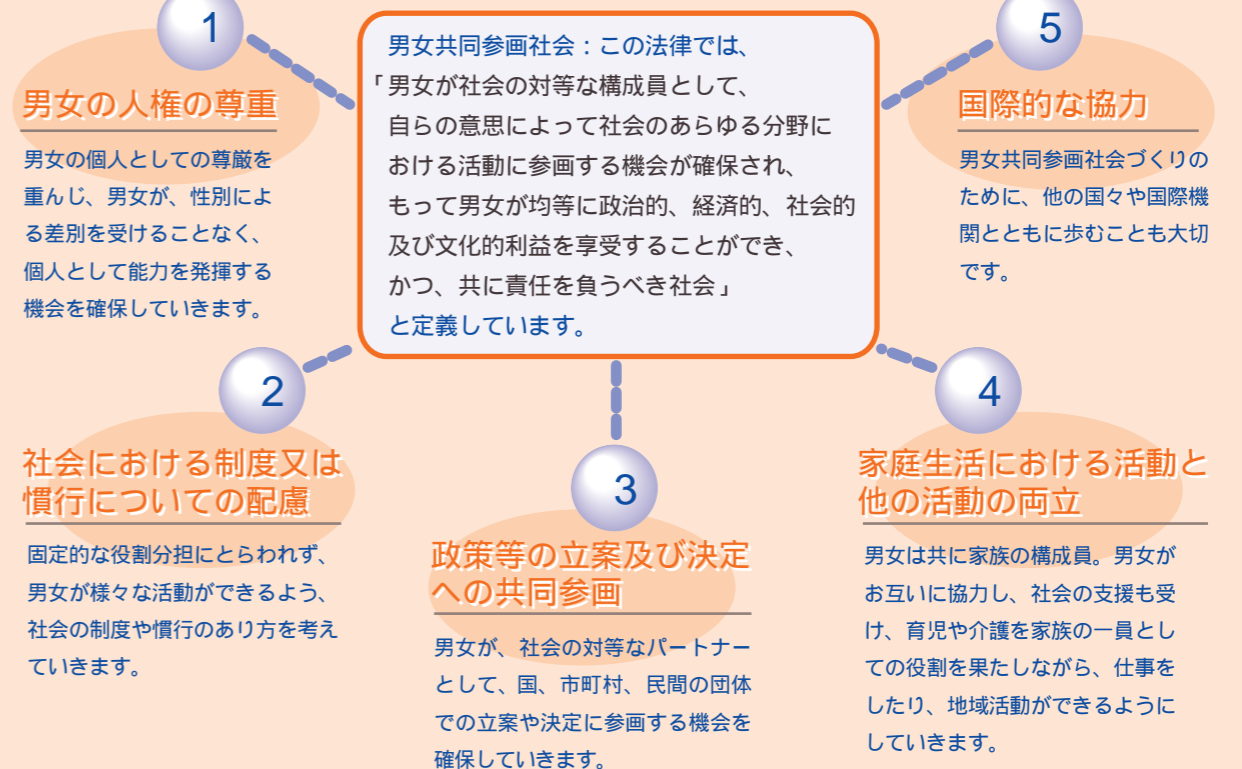 男女共同参画社会：この法律では、
「男女が社会の対等な構成員として、
自らの意思によって社会のあらゆる分野に
おける活動に参画する機会が確保され、
もって男女が均等に政治的、経済的、社会的
及び文化的利益を享受することができ、
かつ、共に責任を負うべき社会」
と定義しています。
1
男女の人権の尊重
男女の個人としての尊厳を
重んじ、男女が、性別によ
る差別を受けることなく、
個人として能力を発揮する
機会を確保していきます。
2
社会における制度又は
慣行についての配慮
固定的な役割分担にとらわれず、
男女が様々な活動ができるよう、
社会の制度や慣行のあり方を考え
ていきます。
3
政策等の立案及び決定
への共同参画
男女が、社会の対等なパートナー
として、国、市町村、民間の団体
での立案や決定に参画する機会を
確保していきます。
4
家庭生活における活動と
他の活動の両立
男女は共に家族の構成員。男女が
お互いに協力し、社会の支援も受
け、育児や介護を家族の一員とし
ての役割を果たしながら、仕事を
したり、地域活動ができるように
していきます。
5
国際的な協力
男女共同参画社会づくりの
ために、他の国々や国際機
関とともに歩むことも大切
です。